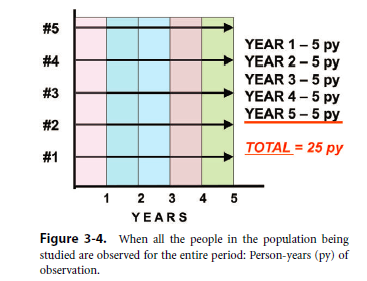 #5
#4
#3
#2
#1
1 2 3 4 5
YEARS
YEAR 1 – 5 py
YEAR 2 – 5 py
YEAR 3 – 5 py
YEAR 4 – 5 py
YEAR 5 – 5 py
TOTAL = 25 py
Figure 3-4. When all the people in the population being
studied are observed for the entire period: Person-years (py) of
observation.